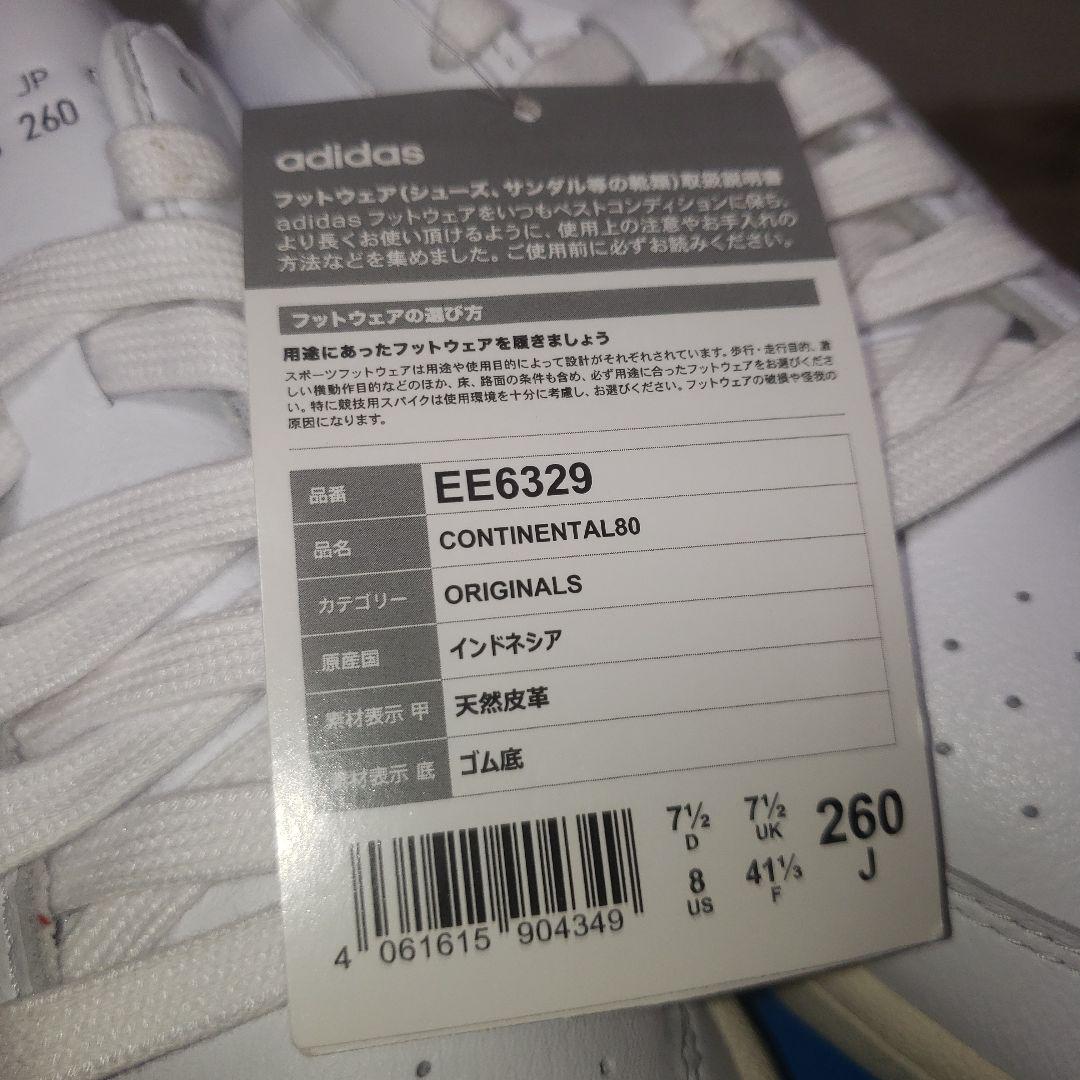 JP
260
adidas
フットウェア(シューズ、サンダル等の靴類)取扱説明書
adidas フットウェアをいつもベストコンディションに保ち、
より長くお使い頂けるように、使用上の注意やお手入れの
方法などを集めました。ご使用前に必ずお読みください。
フットウェアの選び方
用途にあったフットウェアを履きましょう
スポーツフットウェアは用途や使用目的によって設計がそれぞれされています。歩行・走行目的、激
しい横動作目的などのほか、床、路面の条件も含め、必ず用途に合ったフットウェアをお選びくださ
い。特に競技用スパイクは使用環境を十分に考慮し、お選びください。フットウェアの破損や怪我の
原因になります。
品番 EE6329
品名 CONTINENTAL80
カテゴリー ORIGINALS
原産国 インドネシア
素材表示 甲 天然皮革
素材表示 底 ゴム底
7½ D 7½ UK 260 J
8 US 41⅓ F
4 061615 904349